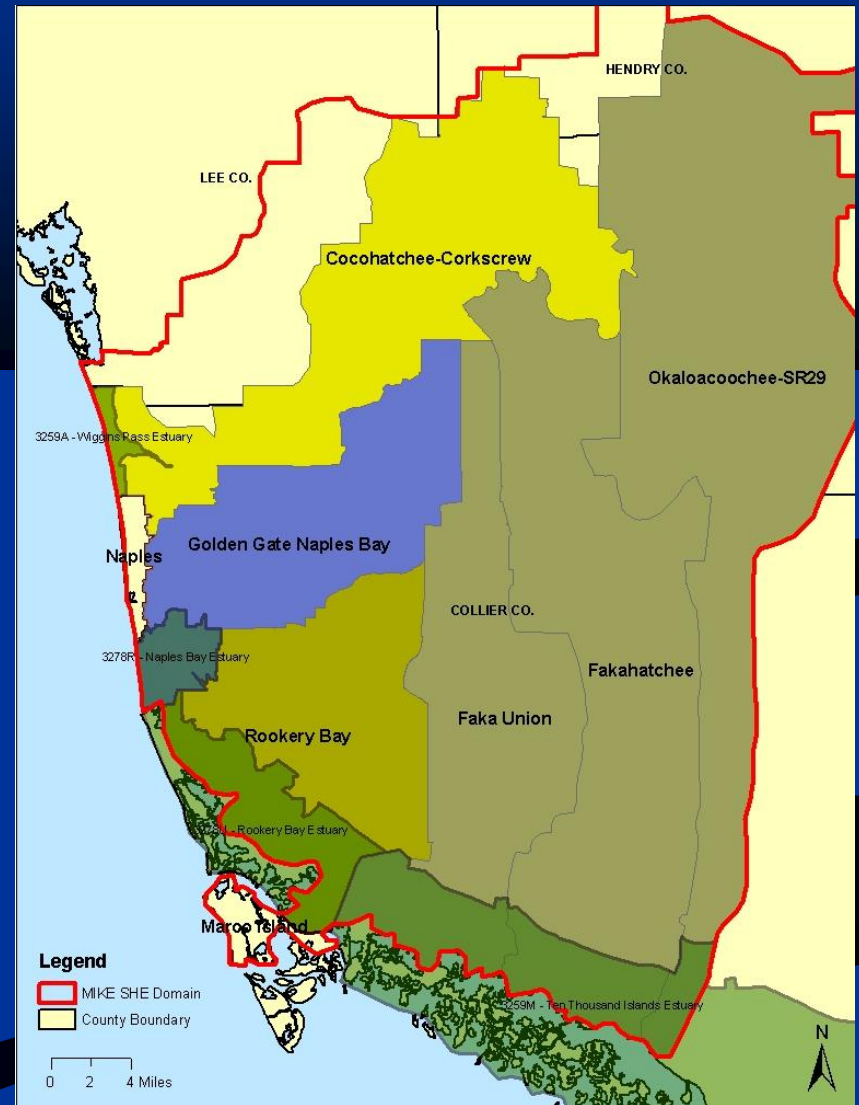 HENDRY CO.
LEE CO.
Cocohatchee-Corkscrew
Okaloacoochee-SR29
3259A - Wiggins Pass Estuary
Naples
Golden Gate Naples Bay
COLLIER CO.
3278R - Naples Bay Estuary
Fakahatchee
Faka Union
Rookery Bay
- Rookery Bay Estuary
Marco Island
3259M - Ten Thousand Islands Estuary
Legend
MIKE SHE Domain
County Boundary
0 2 4 Miles
N